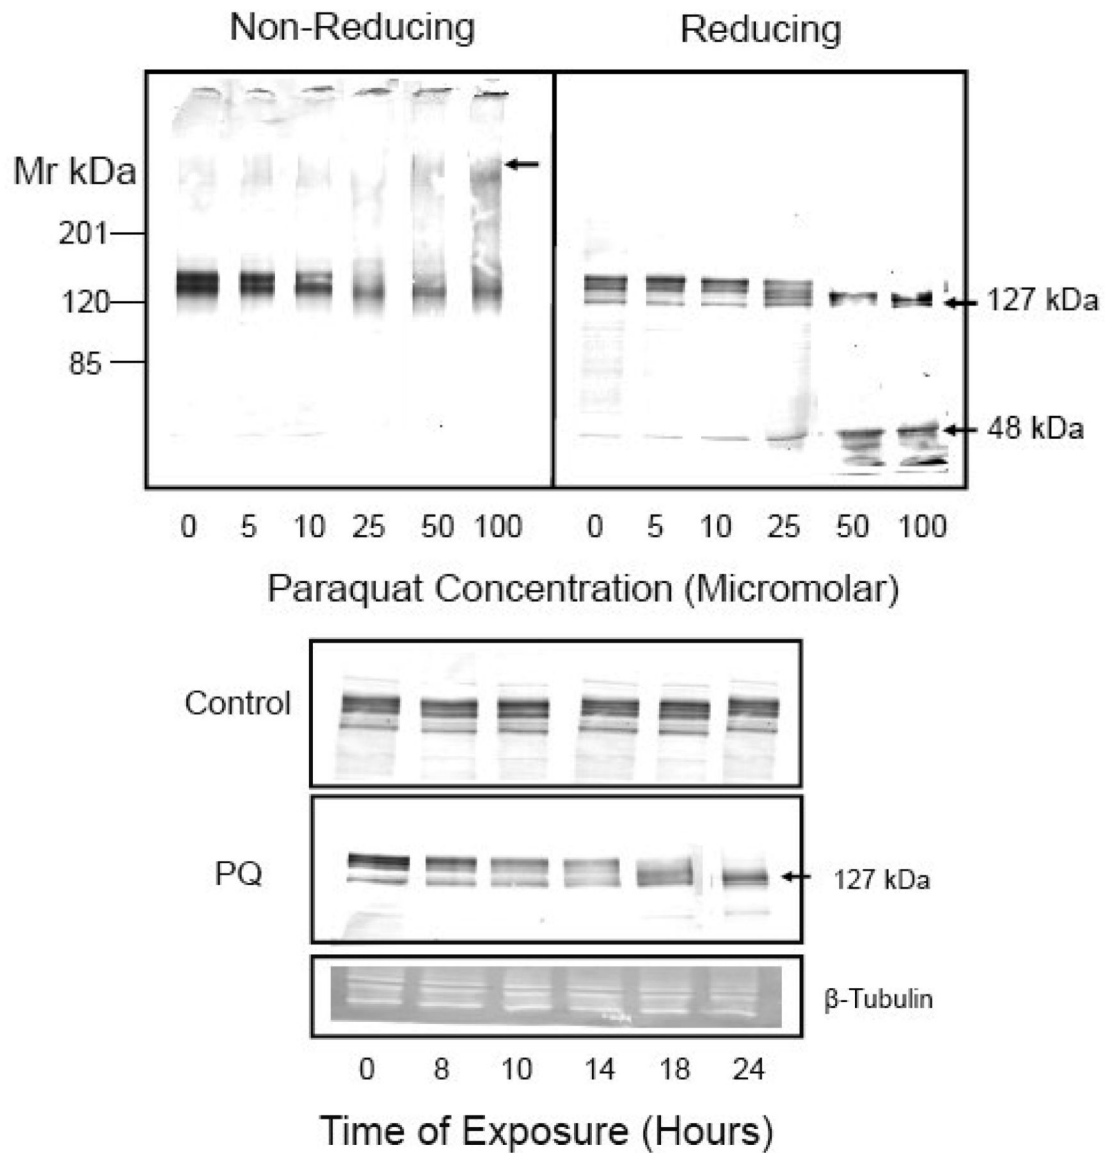 Non-Reducing
Reducing
Mr kDa
201
120
85
127 kDa
48 kDa
0 5 10 25 50 100
0 5 10 25 50 100
Paraquat Concentration (Micromolar)
Control
PQ
127 kDa
β-Tubulin
0 8 10 14 18 24
Time of Exposure (Hours)